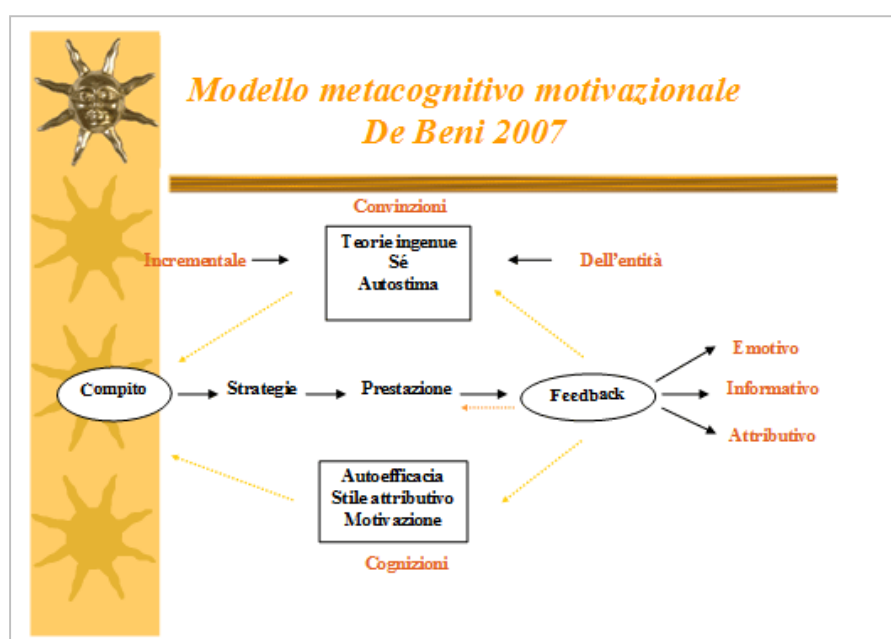 Modello metacognitivo motivazionale
De Beni 2007
Convinzioni
Teorie ingenue
Sé
Autostima
Incrementale
Dell'entità
Compito
Strategie
Prestazione
Feedback
Emotivo
Informativo
Attributivo
Autoefficacia
Stile attributivo
Motivazione
Cognizioni